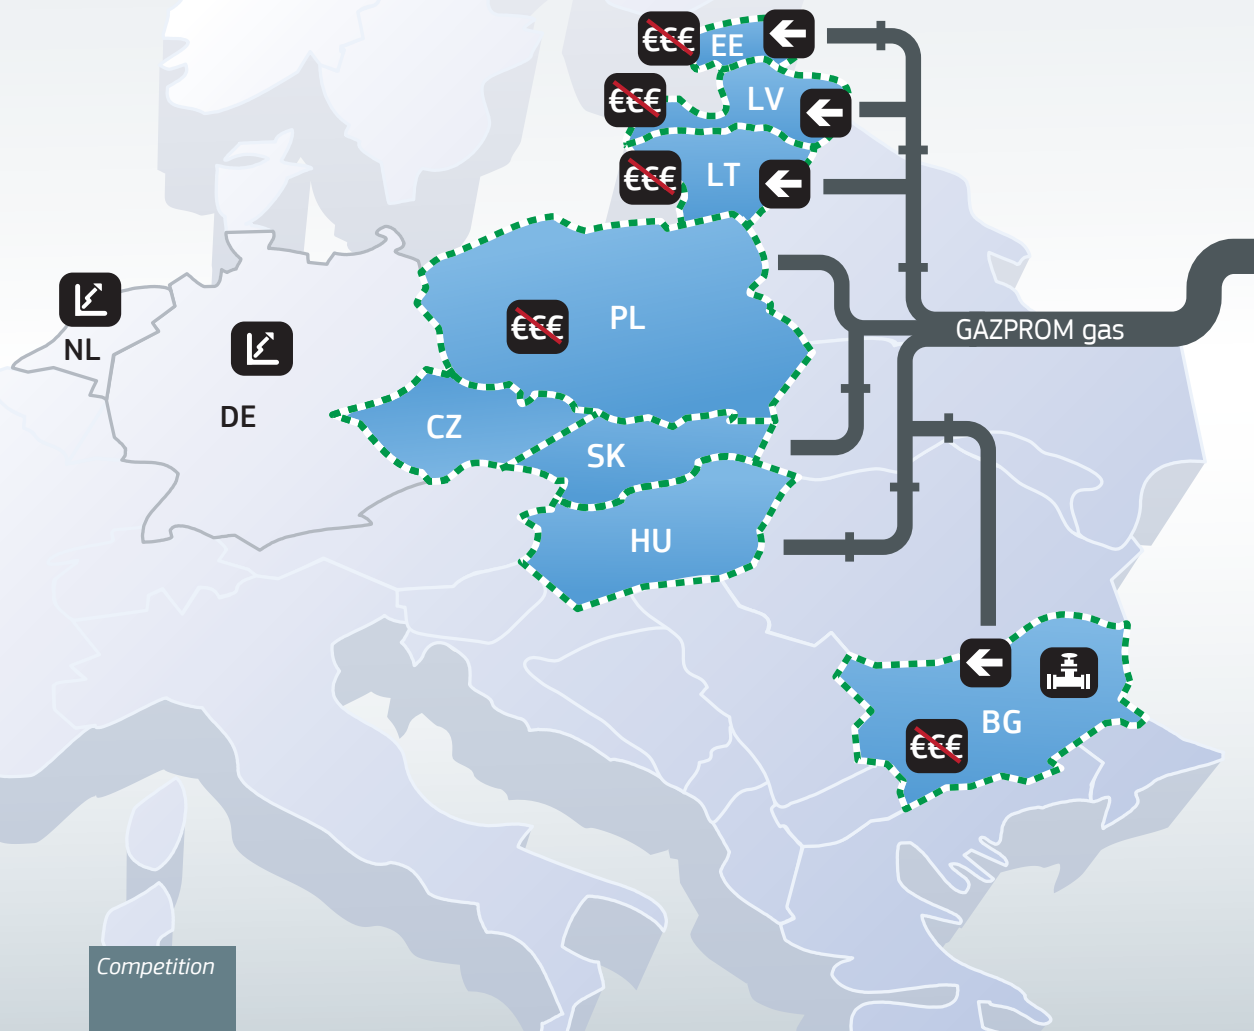 €€€
EE
€€€
LV
€€€
LT
€€€
PL
GAZPROM gas
NL
DE
CZ
SK
HU
BG
€€€
Competition